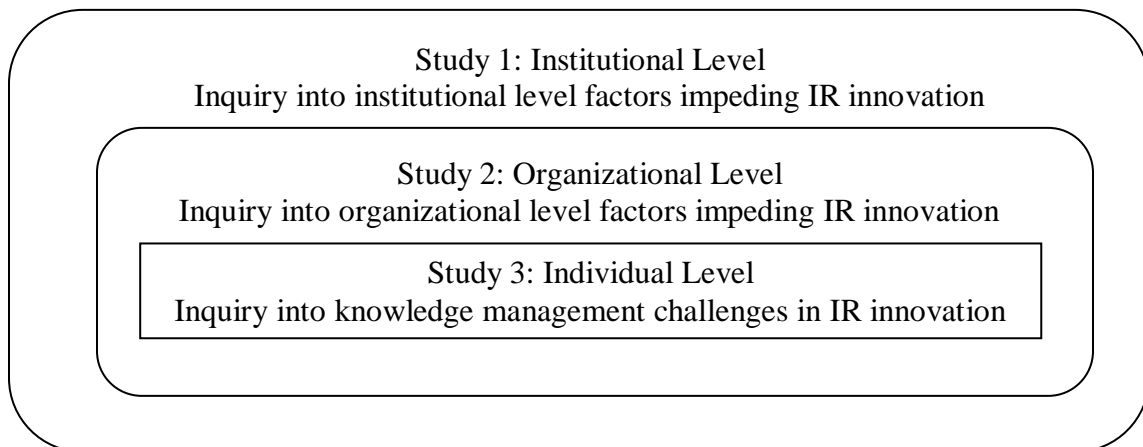 Study 1: Institutional Level
Inquiry into institutional level factors impeding IR innovation
Study 2: Organizational Level
Inquiry into organizational level factors impeding IR innovation
Study 3: Individual Level
Inquiry into knowledge management challenges in IR innovation